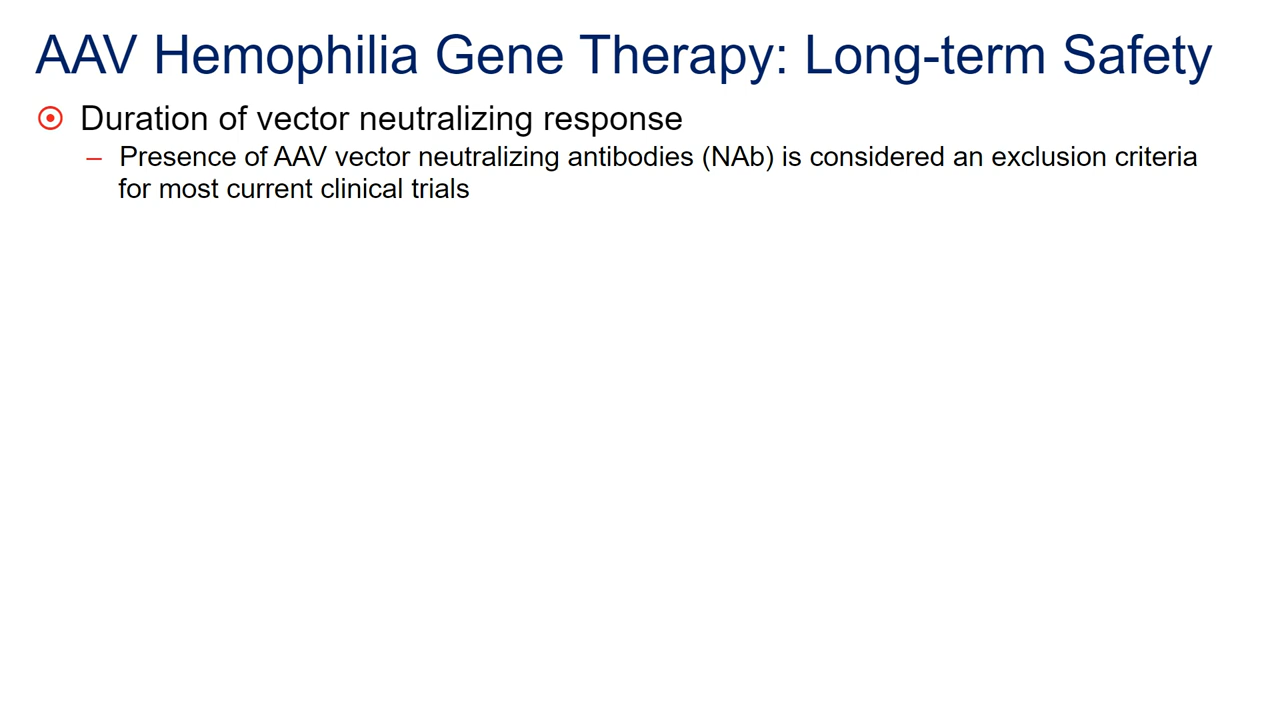 AAV Hemophilia Gene Therapy: Long-term Safety
Duration of vector neutralizing response
– Presence of AAV vector neutralizing antibodies (NAb) is considered an exclusion criteria
for most current clinical trials